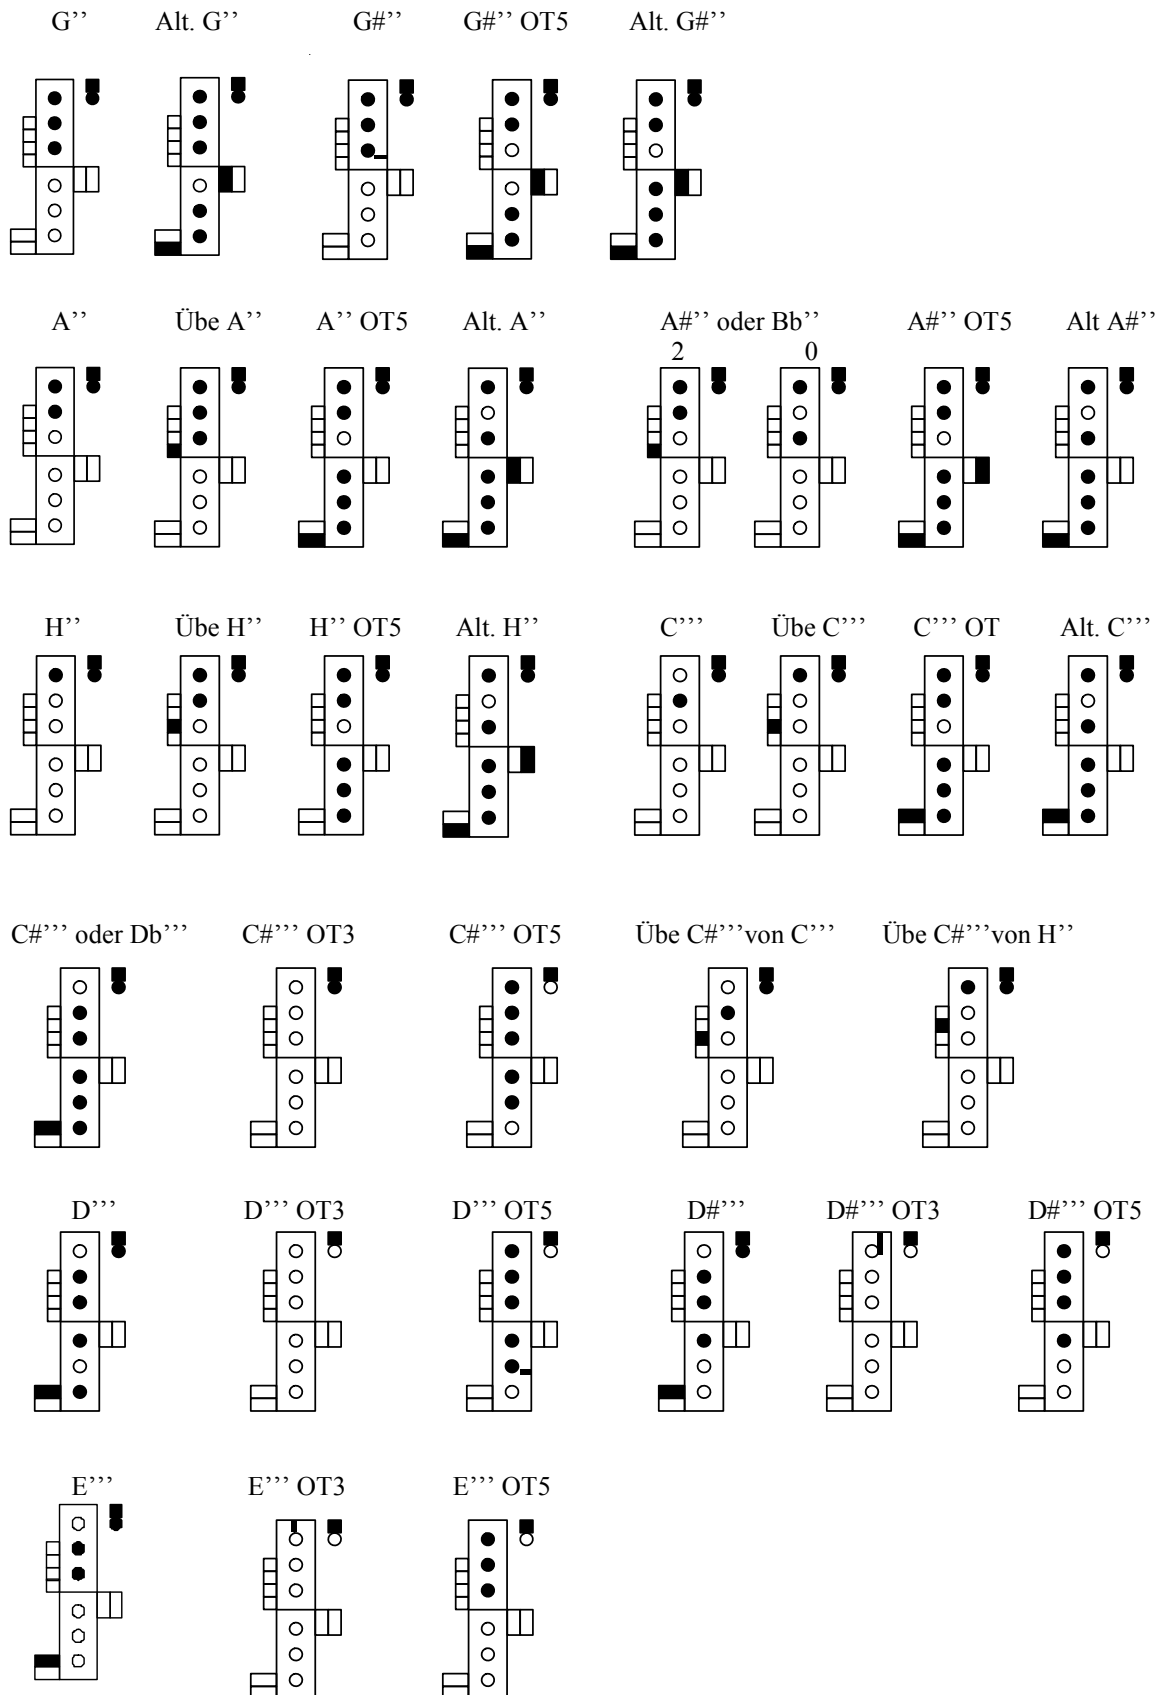 G’’ Alt. G’’ G#’’ G#’’ OT5 Alt. G#’’
A’’ Übe A’’ A’’ OT5 Alt. A’’ A#’’ oder Bb’’ A#’’ OT5 Alt A#’’
2 0
H’’ Übe H’’ H’’ OT5 Alt. H’’ C’’’ Übe C’’’ C’’’ OT Alt. C’’’
C#’’’ oder Db’’’ C#’’’ OT3 C#’’’ OT5 Übe C#’’’von C’’’ Übe C#’’’von H’’
D’’’ D’’’ OT3 D’’’ OT5 D#’’’ D#’’’ OT3 D#’’’ OT5
E’’’ E’’’ OT3 E’’’ OT5